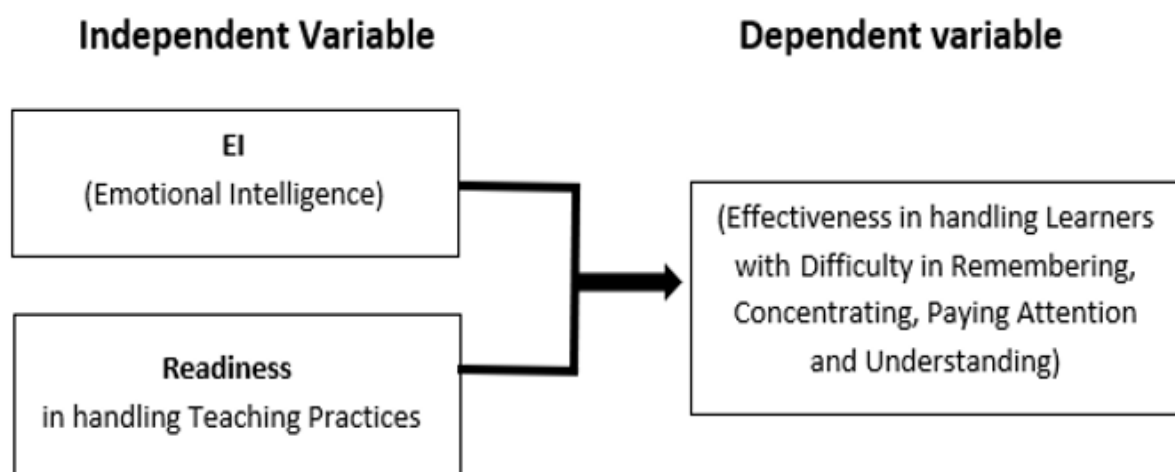 Independent Variable
Dependent variable
EI
(Emotional Intelligence)
Readiness
in handling Teaching Practices
(Effectiveness in handling Learners
with Difficulty in Remembering,
Concentrating, Paying Attention
and Understanding)